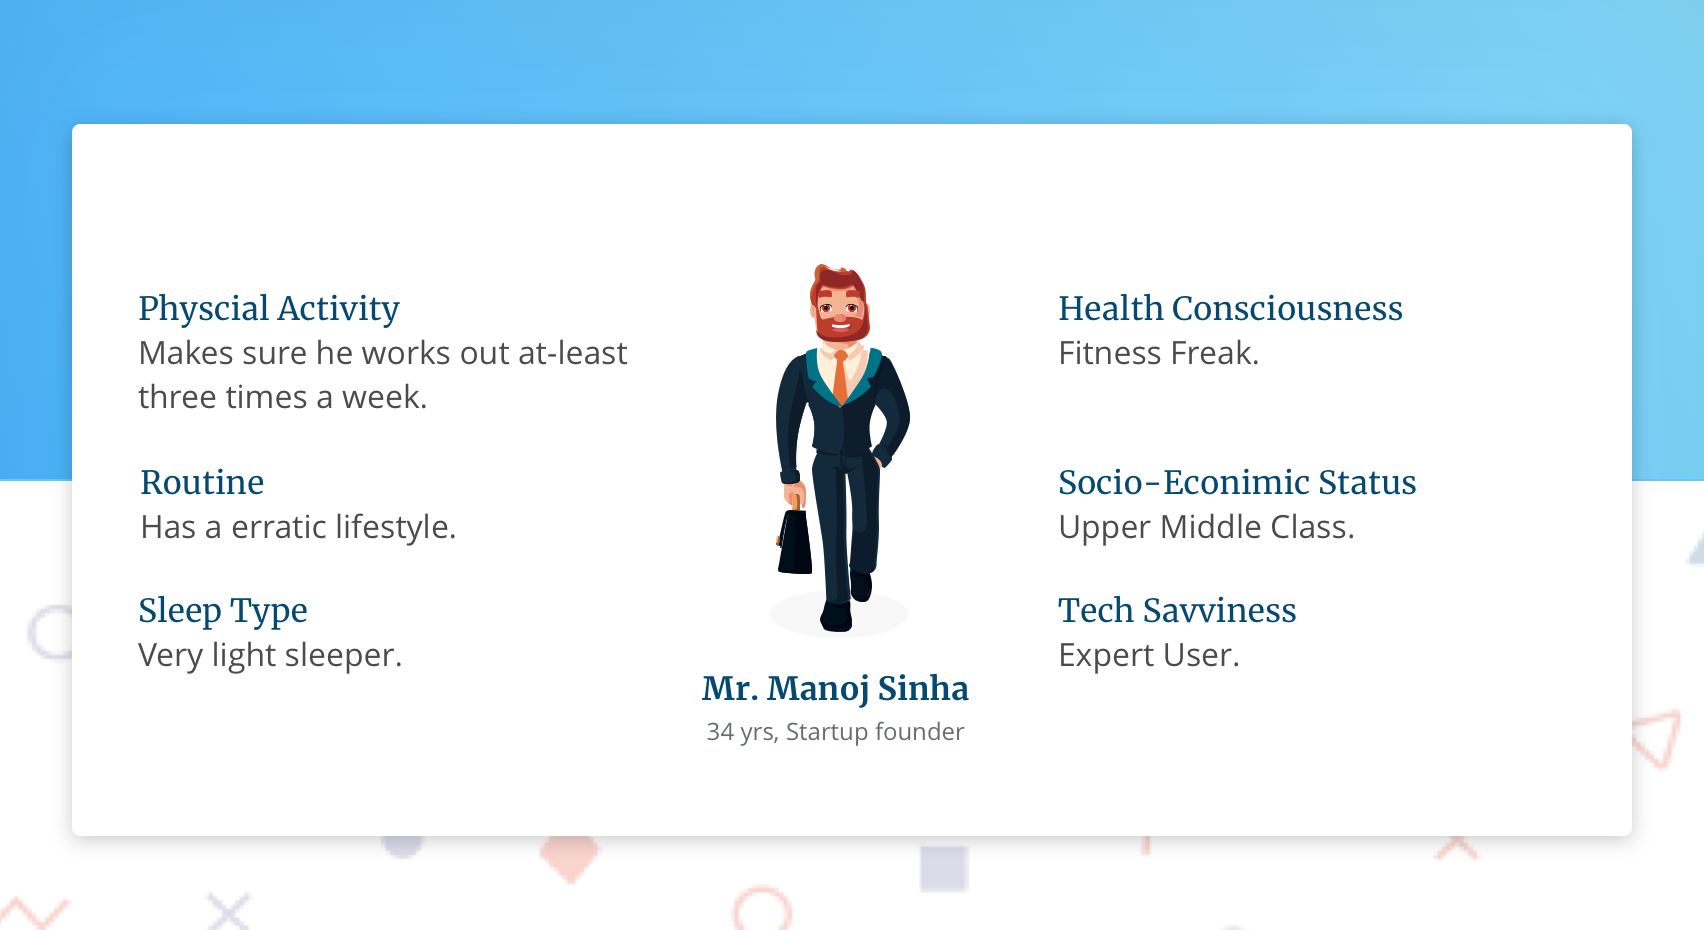 Physcial Activity
Makes sure he works out at-least
three times a week.
Routine
Has a erratic lifestyle.
Sleep Type
Very light sleeper.
Mr. Manoj Sinha
34 yrs, Startup founder
Health Consciousness
Fitness Freak.
Socio-Econimic Status
Upper Middle Class.
Tech Savviness
Expert User.